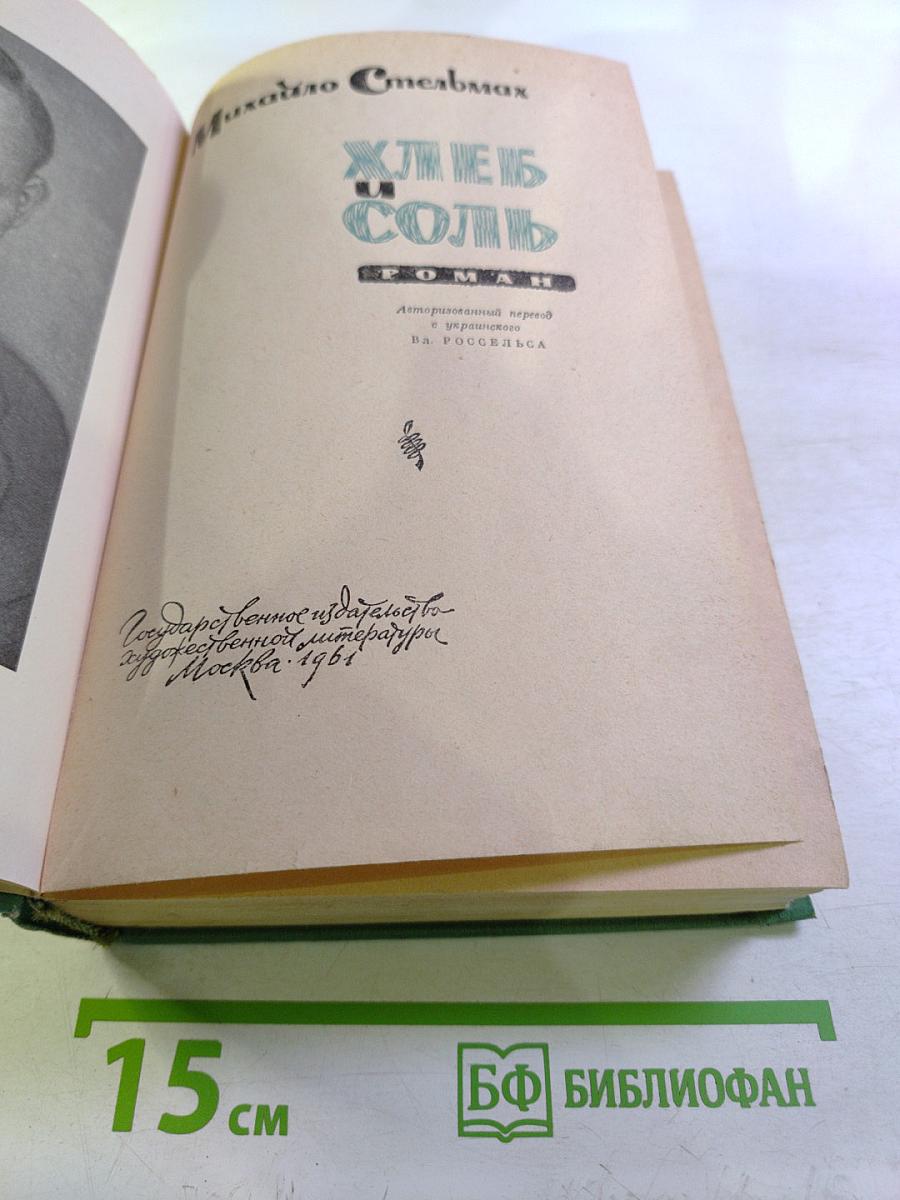 Михайло Стельмах
ХЛЕБ
И
СОЛЬ
РОМАН
Авторизованный перевод
с украинского
Вл. РОССЕЛЬСА
Государственное издательство
художественной литературы
Москва · 1961
15 см
БФ БИБЛИОФАН